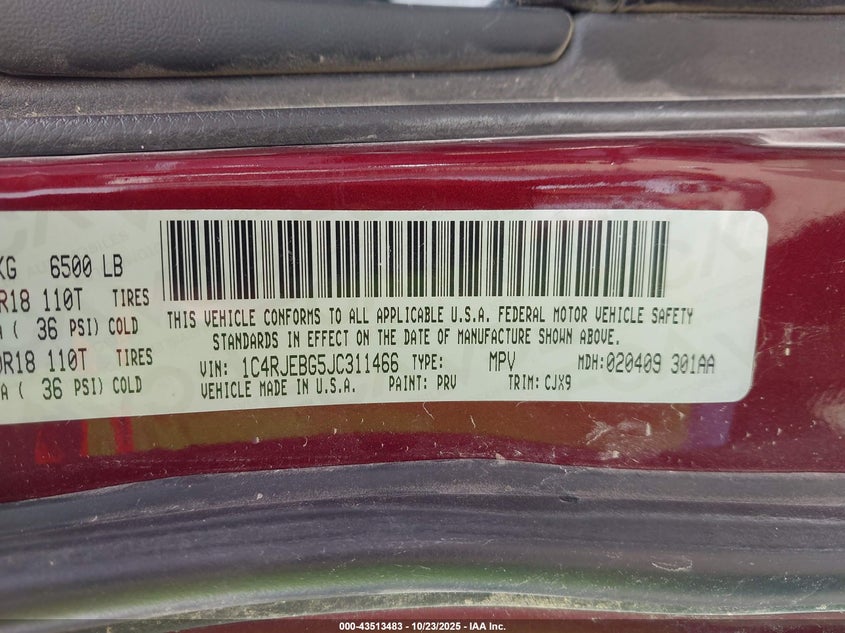 KG 6500 LB
R18 110T TIRES
A ( 36 PSI) COLD
R18 110T TIRES
A ( 36 PSI) COLD
THIS VEHICLE CONFORMS TO ALL APPLICABLE U.S.A. FEDERAL MOTOR VEHICLE SAFETY
STANDARDS IN EFFECT ON THE DATE OF MANUFACTURE SHOWN ABOVE.
VIN: 1C4RJEBG5JC311466 TYPE: MPV MDH:020409 301AA
VEHICLE MADE IN U.S.A. PAINT: PRV TRIM: CJX9
000-43513483 - 10/23/2025 - IAA Inc.